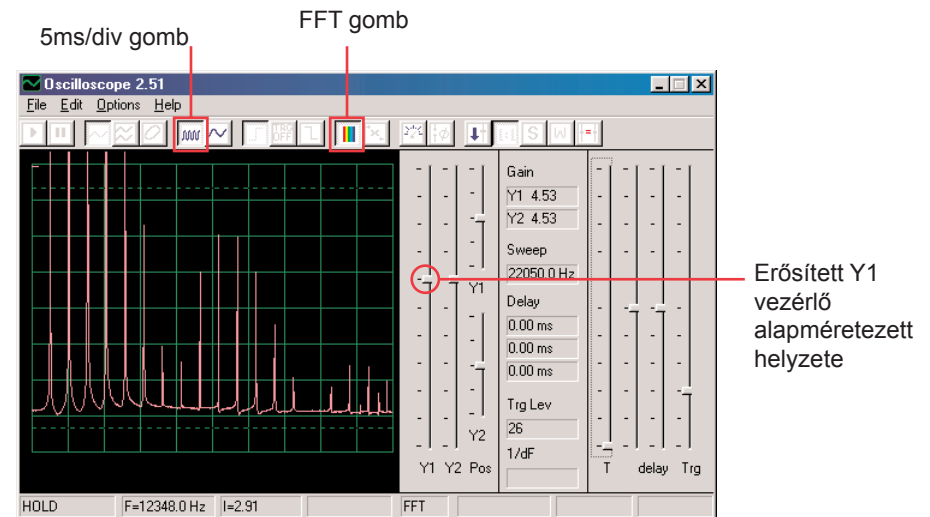 FFT gomb
5ms/div gomb
Oscilloscope 2.51
File Edit Options Help
TRG OFF
S W
Gain
Y1 4.53
Y2 4.53
Sweep
22050.0 Hz
Y1
Delay
0.00 ms
0.00 ms
0.00 ms
Trg Lev
26
Y2
1/dF
Y1 Y2 Pos
T delay Trg
HOLD F=12348.0 Hz I=2.91 FFT
Erősített Y1
vezérlő
alapméretezett
helyzete